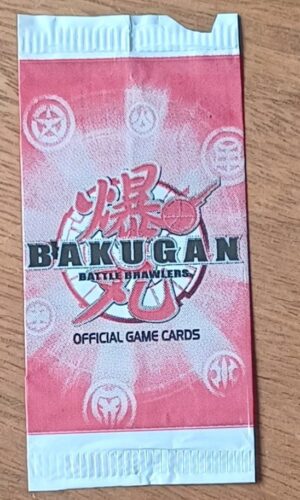 爆
BAKUGAN
BATTLE BRAWLERS
丸
OFFICIAL GAME CARDS